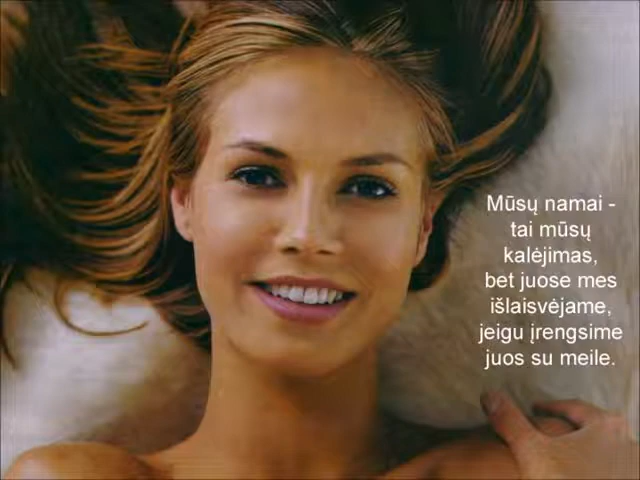 Mūsų namai -
tai mūsų
kalėjimas,
bet juose mes
išlaisvėjame,
jeigu įrengsime
juos su meile.